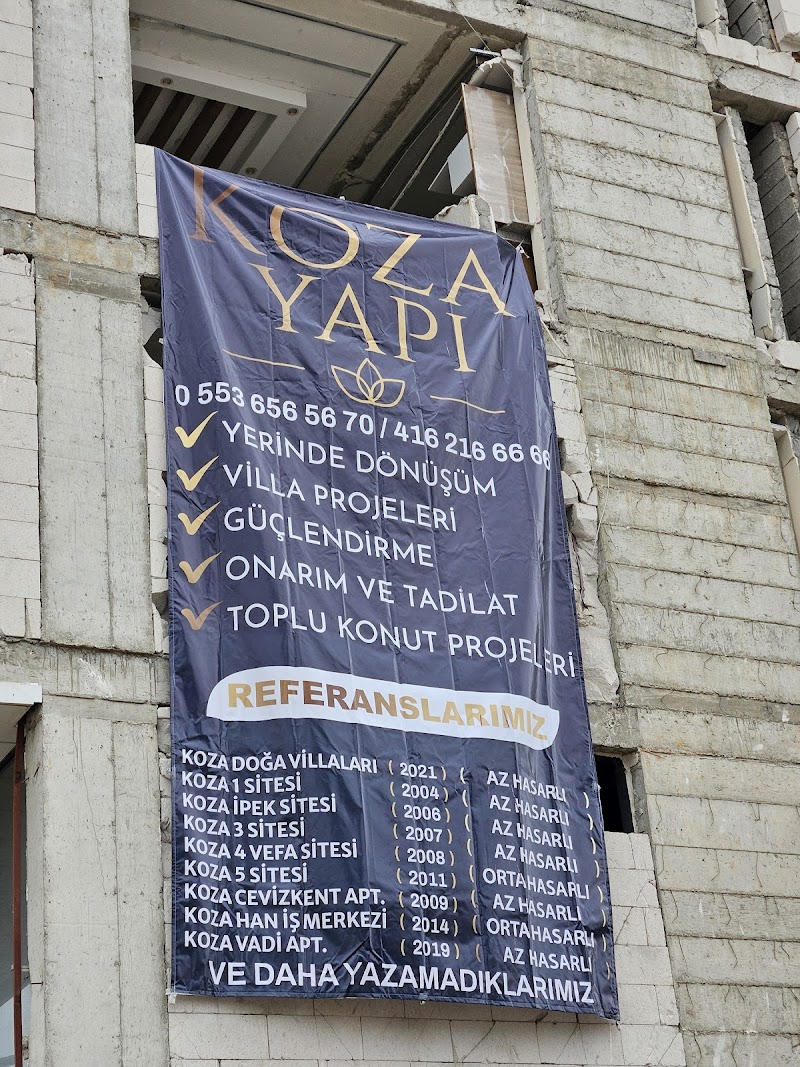 KOZA
YAPI
0 553 656 56 70 / 416 216 66 66
YERİNDE DÖNÜŞÜM
VİLLA PROJELERİ
GÜÇLENDİRME
ONARIM VE TADİLAT
TOPLU KONUT PROJELERİ
REFERANSLARIMIZ
KOZA DOĞA VİLLALARI ( 2021 ) ( AZ HASARLI )
KOZA 1 SİTESİ ( 2004 ) ( AZ HASARLI )
KOZA İPEK SİTESİ ( 2006 ) ( AZ HASARLI )
KOZA 3 SİTESİ ( 2007 ) ( AZ HASARLI )
KOZA 4 VEFA SİTESİ ( 2008 ) ( AZ HASARLI )
KOZA 5 SİTESİ ( 2011 ) ( ORTA HASARLI )
KOZA CEVİZKENT APT. ( 2009 ) ( AZ HASARLI )
KOZA HAN İŞ MERKEZİ ( 2014 ) ( ORTA HASARLI )
KOZA VADİ APT. ( 2019 ) ( AZ HASARLI )
VE DAHA YAZAMADIKLARIMIZ